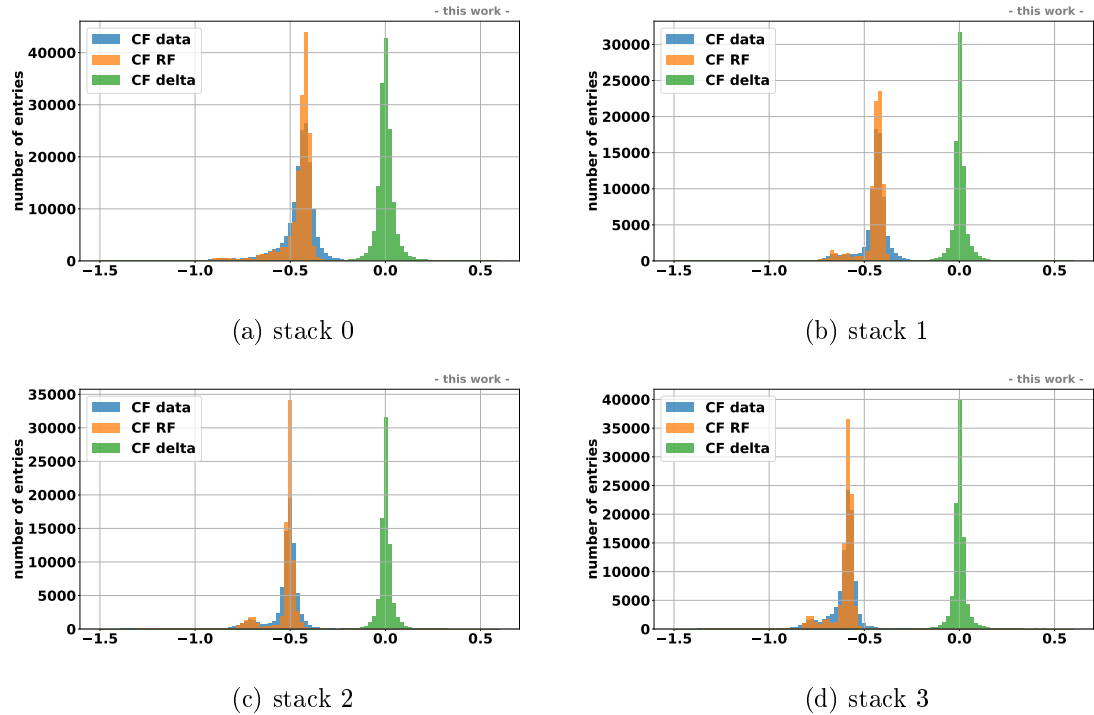 - this work -
number of entries
40000
30000
20000
10000
0
CF data
CF RF
CF delta
−1.5 −1.0 −0.5 0.0 0.5
(a) stack 0
- this work -
number of entries
30000
25000
20000
15000
10000
5000
0
CF data
CF RF
CF delta
−1.5 −1.0 −0.5 0.0 0.5
(b) stack 1
- this work -
number of entries
35000
30000
25000
20000
15000
10000
5000
0
CF data
CF RF
CF delta
−1.5 −1.0 −0.5 0.0 0.5
(c) stack 2
- this work -
number of entries
40000
35000
30000
25000
20000
15000
10000
5000
0
CF data
CF RF
CF delta
−1.5 −1.0 −0.5 0.0 0.5
(d) stack 3